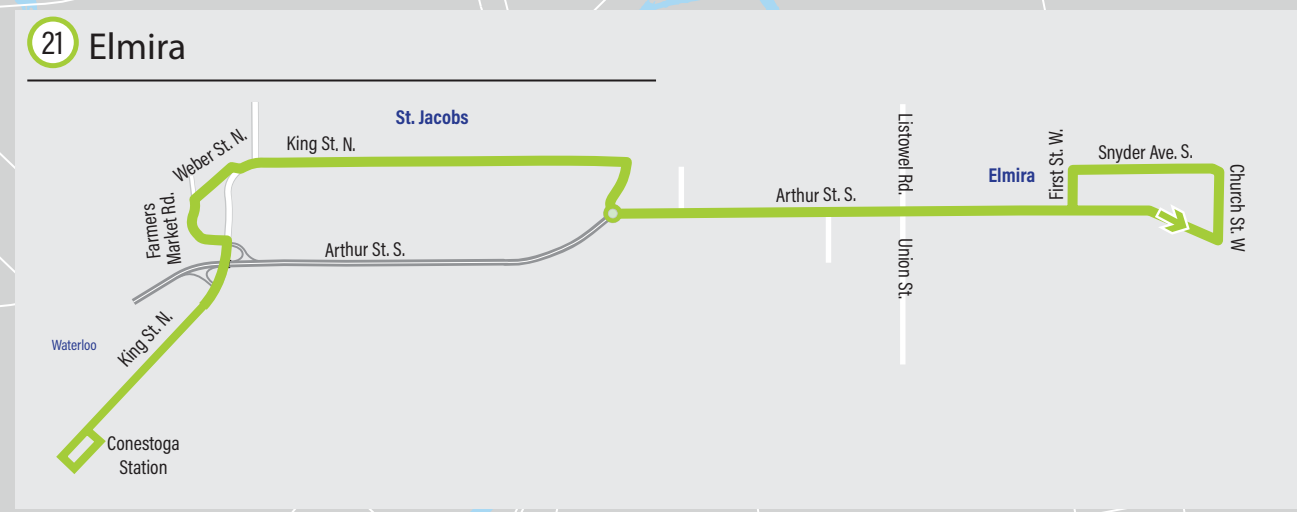 21 Elmira
St. Jacobs
Weber St. N.
King St. N.
Farmers
Market Rd.
Arthur St. S.
Arthur St. S.
Listowel Rd.
Union St.
Elmira
First St. W.
Snyder Ave. S.
Church St. W
Waterloo
King St. N.
Conestoga
Station